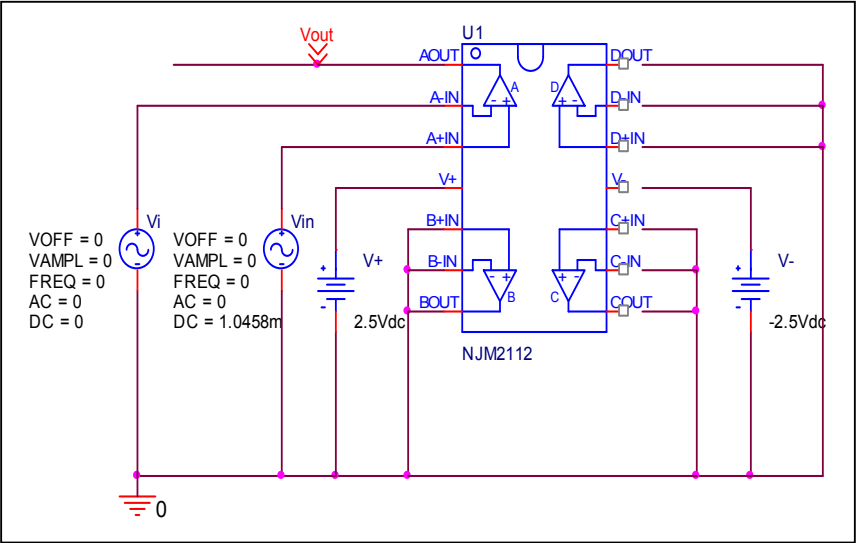 Vout
U1
AOUT
DOUT
A
D
- +
+ -
A-IN
D-IN
A+IN
D+IN
V+
V-
B+IN
C+IN
B-IN
C-IN
+ -
+ -
B
C
BOUT
COUT
NJM2112
Vi
VOFF = 0
VAMPL = 0
FREQ = 0
AC = 0
DC = 0
Vin
VOFF = 0
VAMPL = 0
FREQ = 0
AC = 0
DC = 1.0458m
+
-
V+
2.5Vdc
+
-
V-
-2.5Vdc
0